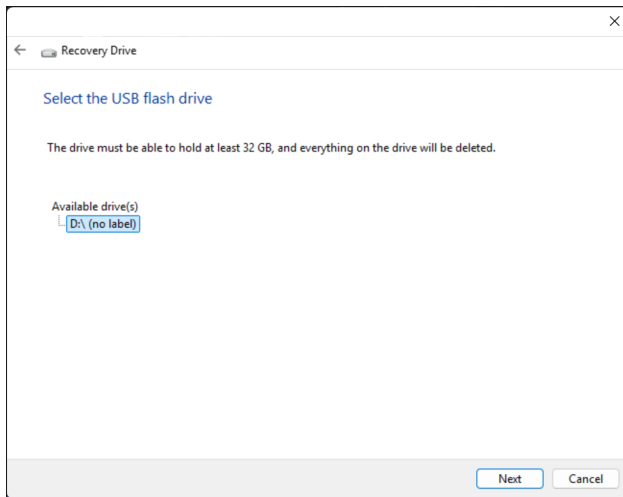 Recovery Drive
Select the USB flash drive
The drive must be able to hold at least 32 GB, and everything on the drive will be deleted.
Available drive(s)
D:\ (no label)
Next
Cancel